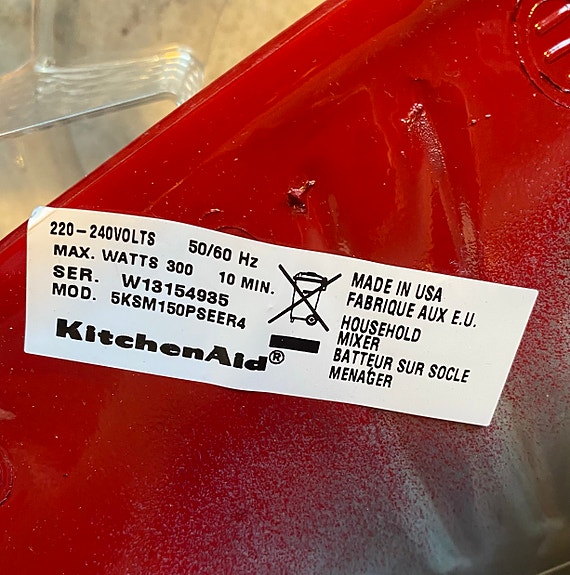 220-240VOLTS 50/60 Hz
MAX. WATTS 300 10 MIN.
SER. W13154935
MOD. 5KSM150PSEER4
KitchenAid®
MADE IN USA
FABRIQUE AUX E.U.
HOUSEHOLD
MIXER
BATTEUR SUR SOCLE
MENAGER